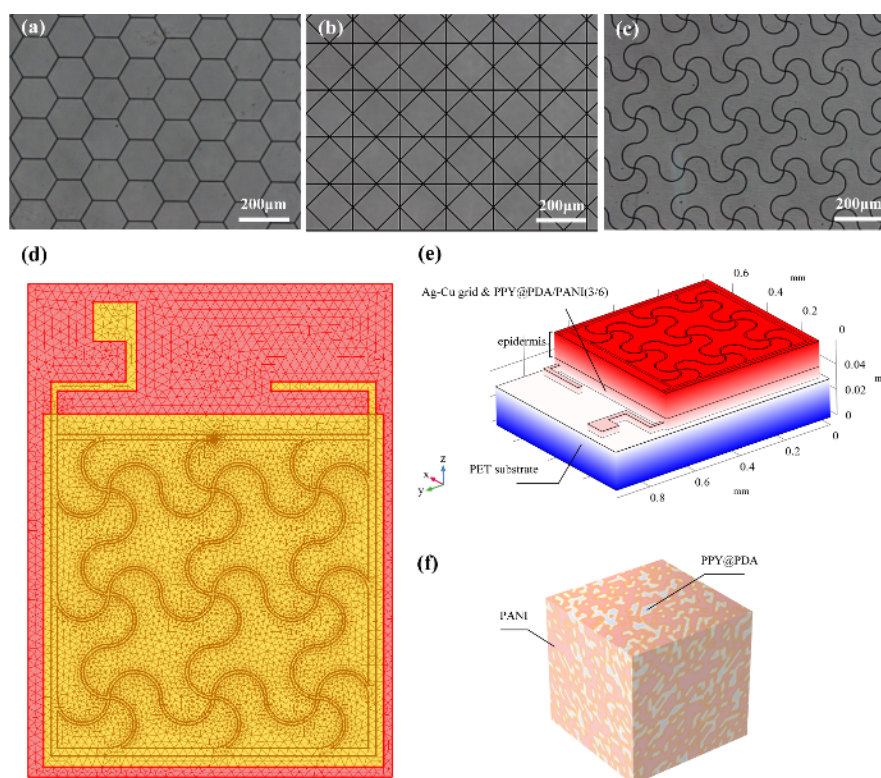 (a)
(b)
(c)
200μm
200μm
200μm
(d)
(e)
Ag-Cu grid & PPY@PDA/PANI(3/6)
0.6
mm
0.4
0.2
0
epidermis
0.04
0.02
0
0
0.2
0.4
0.6
mm
0.8
PET substrate
z
x
y
(f)
PPY@PDA
PANI